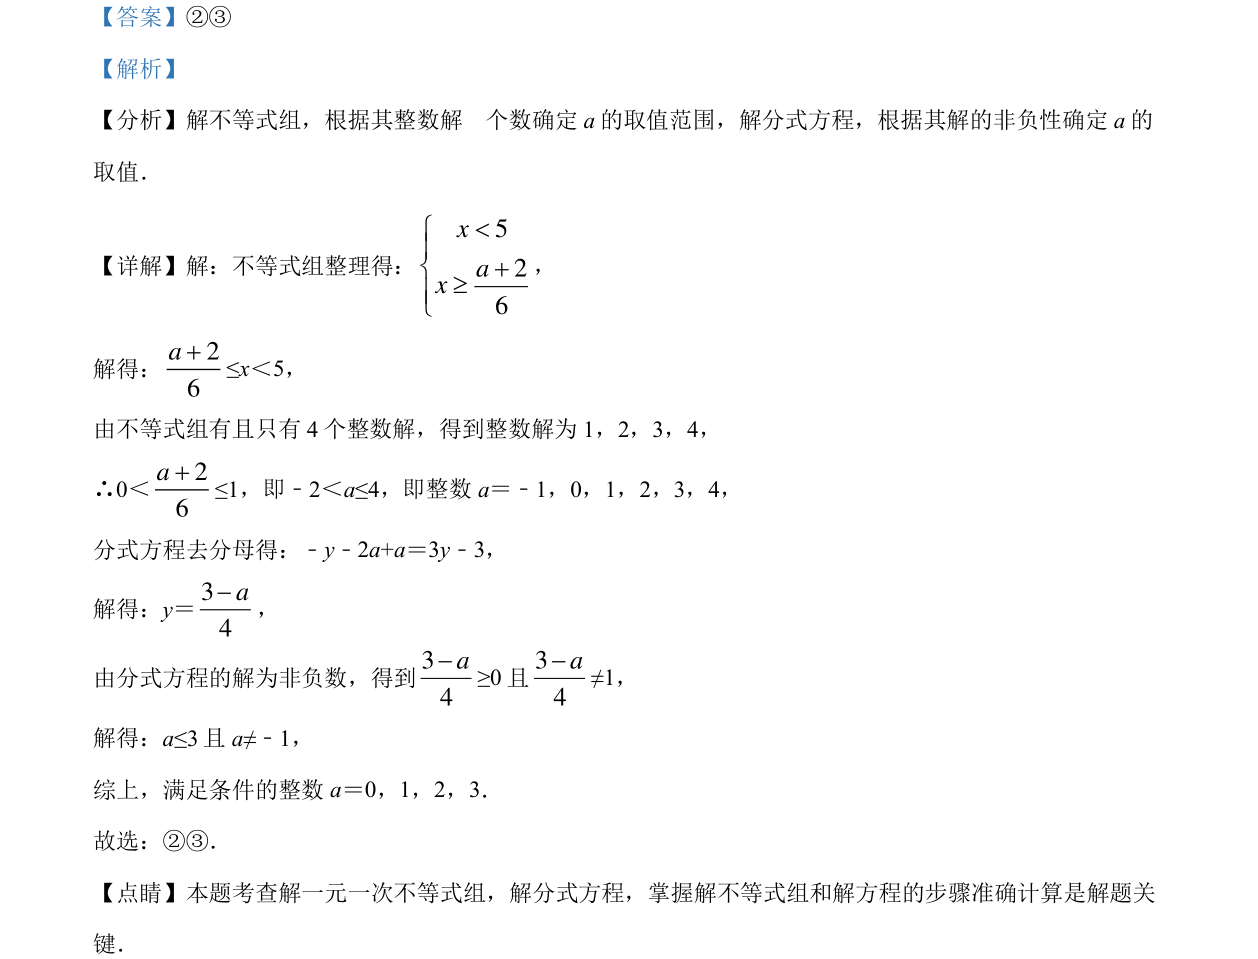 【答案】②③
【解析】
【分析】解不等式组，根据其整数解 个数确定 a 的取值范围，解分式方程，根据其解的非负性确定 a 的
取值．
【详解】解：不等式组整理得：{ x < 5
x ≥ (a + 2)/6 ，
解得：(a + 2)/6 ≤x＜5，
由不等式组有且只有 4 个整数解，得到整数解为 1，2，3，4，
∴0＜(a + 2)/6 ≤1，即﹣2＜a≤4，即整数 a＝﹣1，0，1，2，3，4，
分式方程去分母得：﹣y﹣2a+a＝3y﹣3，
解得：y＝(3 − a)/4 ，
由分式方程的解为非负数，得到 (3 − a)/4 ≥0 且 (3 − a)/4 ≠1，
解得：a≤3 且 a≠﹣1，
综上，满足条件的整数 a＝0，1，2，3．
故选：②③．
【点睛】本题考查解一元一次不等式组，解分式方程，掌握解不等式组和解方程的步骤准确计算是解题关
键．